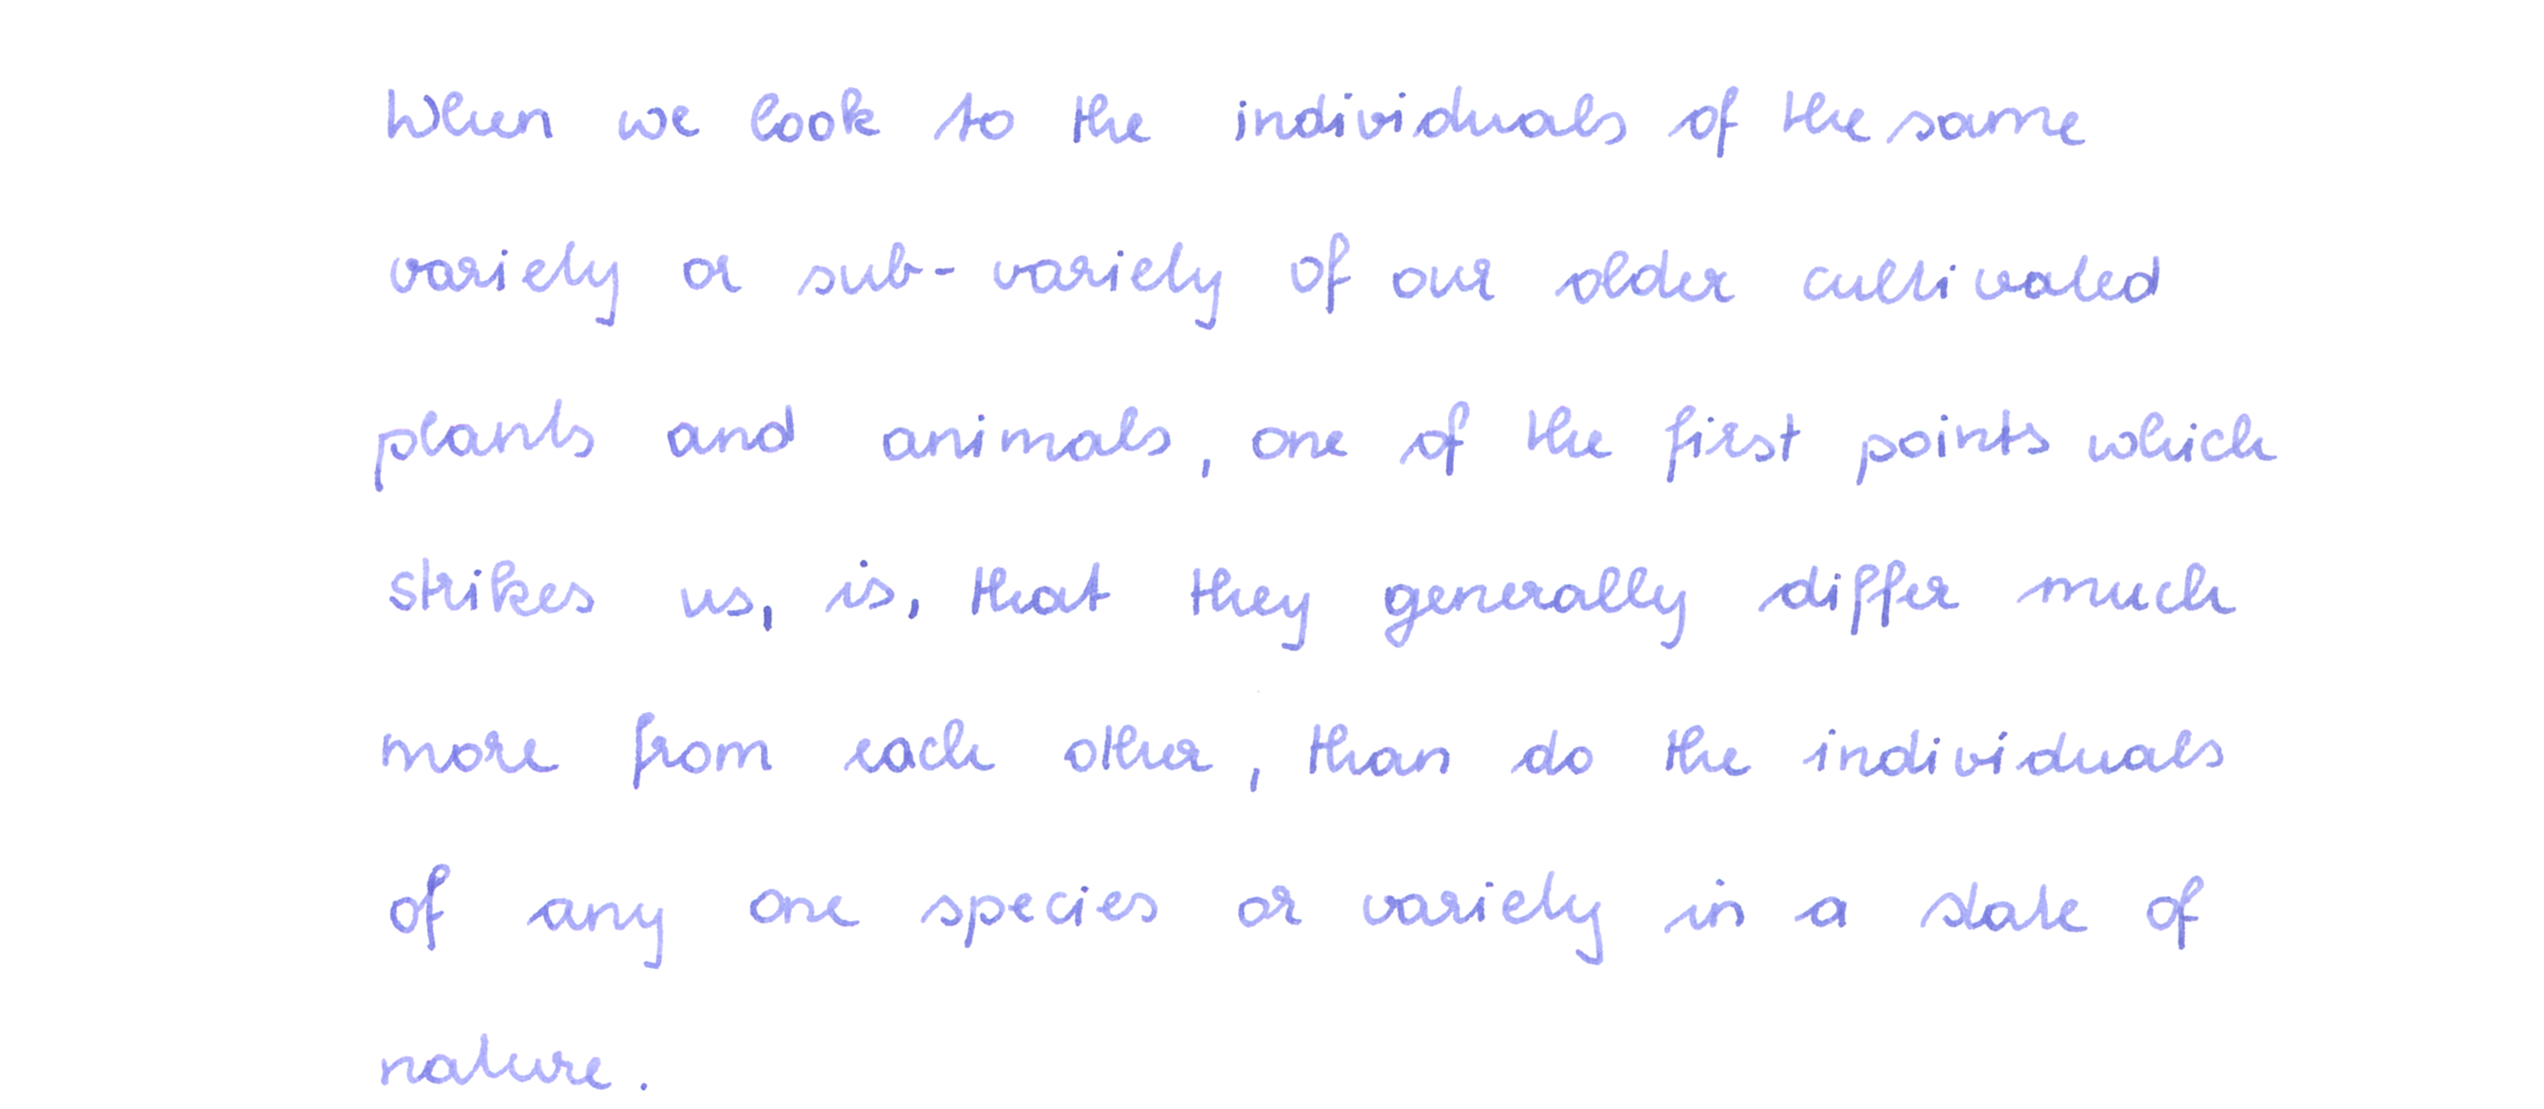 When we look to the individuals of the same
variety or sub-variety of our older cultivated
plants and animals, one of the first points which
strikes us, is, that they generally differ much
more from each other, than do the individuals
of any one species or variety in a state of
nature.